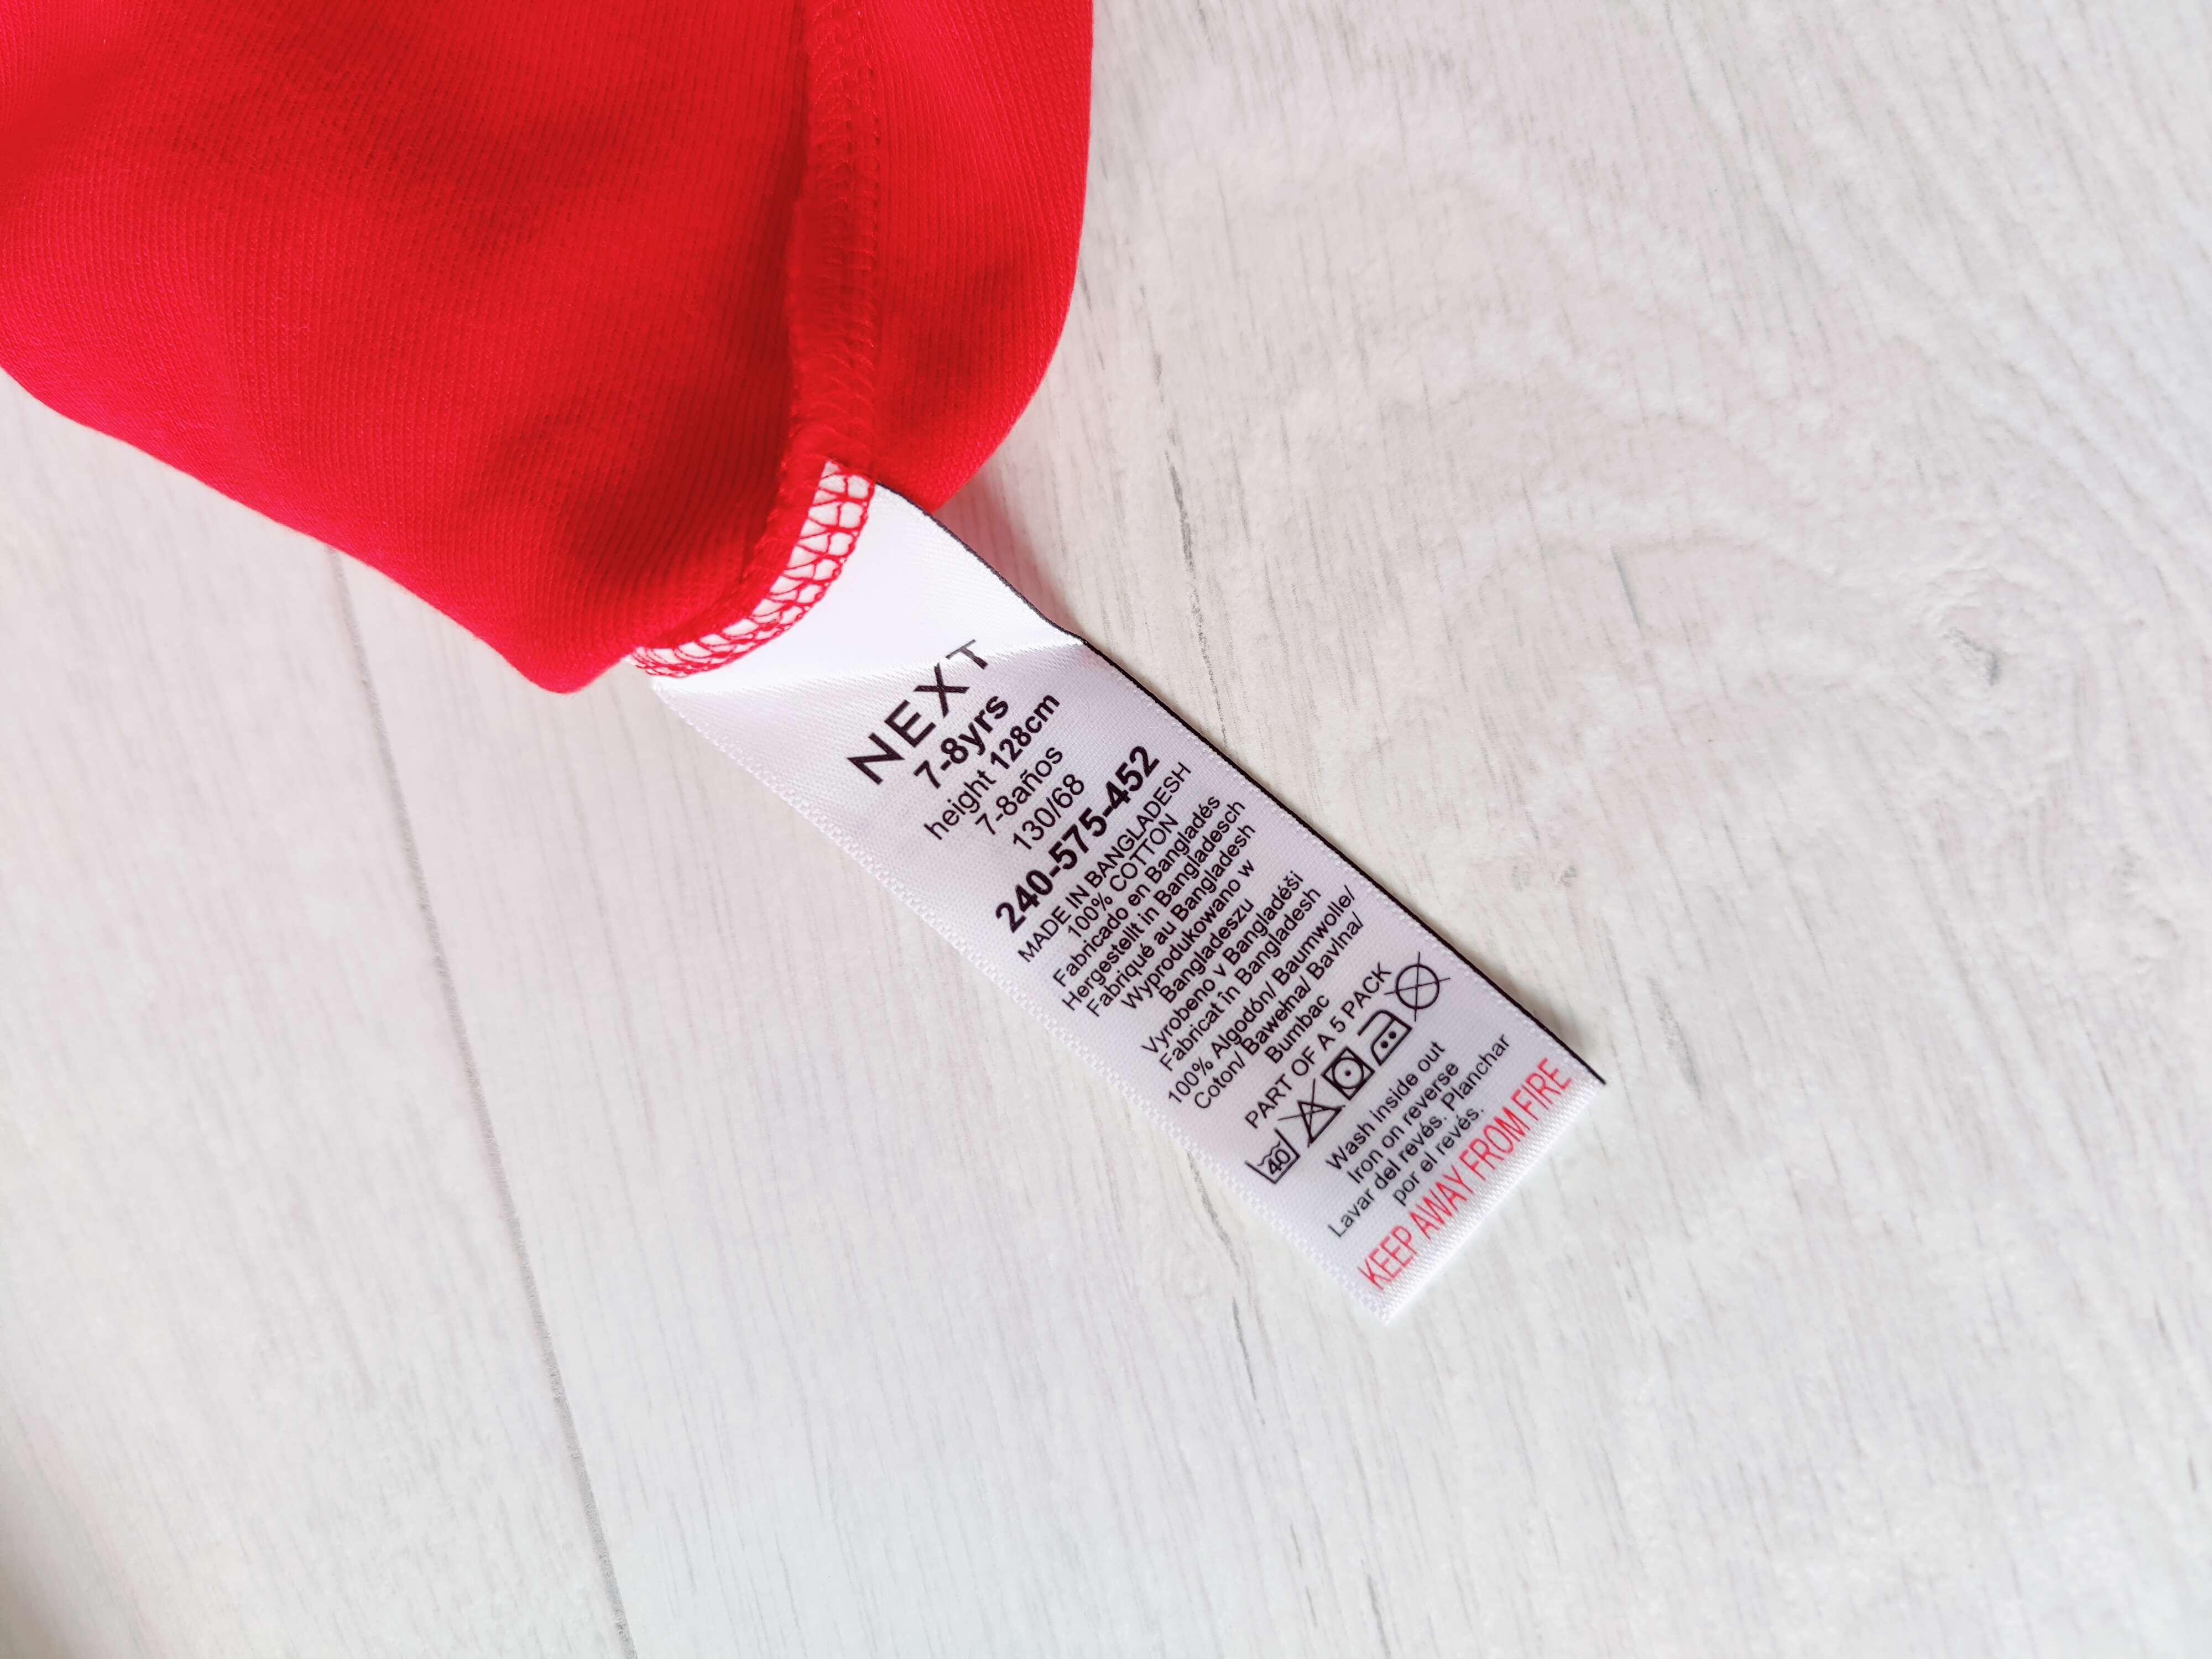 NEXT
7-8yrs
height 128cm
7-8años
130/68
240-575-452
MADE IN BANGLADESH
100% COTTON
Fabricado en Bangladés
Hergestellt in Bangladesch
Fabriqué au Bangladesh
Wyprodukowano w
Bangladeszu
Vyrobeno v Bangladéši
Fabricat în Bangladesh
100% Algodón/ Baumwolle/
Coton/ Bawełna/ Bavlna/
Bumbac
PART OF A 5 PACK
40
Wash inside out
Iron on reverse
Lavar del revés. Planchar
por el revés.
KEEP AWAY FROM FIRE